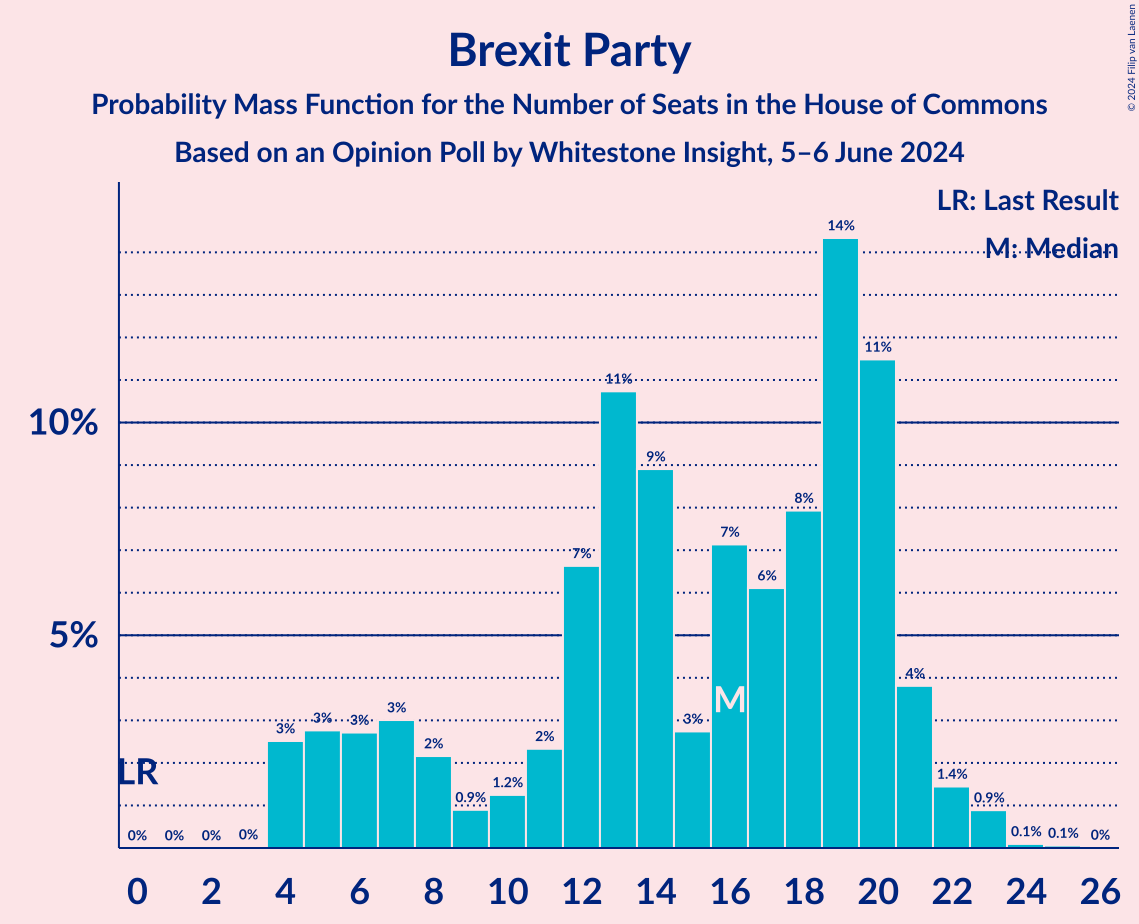 Brexit Party
Probability Mass Function for the Number of Seats in the House of Commons
Based on an Opinion Poll by Whitestone Insight, 5–6 June 2024
© 2024 Filip van Laenen
LR: Last Result
M: Median
10%
5%
0% 0% 0% 0% 3% 3% 3% 3% 2% 0.9% 1.2% 2% 7% 11% 9% 3% 7% 6% 8% 14% 11% 4% 1.4% 0.9% 0.1% 0.1% 0%
LR
M
0 2 4 6 8 10 12 14 16 18 20 22 24 26